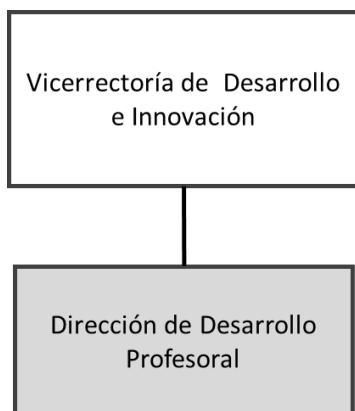 Vicerrectoría de Desarrollo
e Innovación
Dirección de Desarrollo
Profesoral